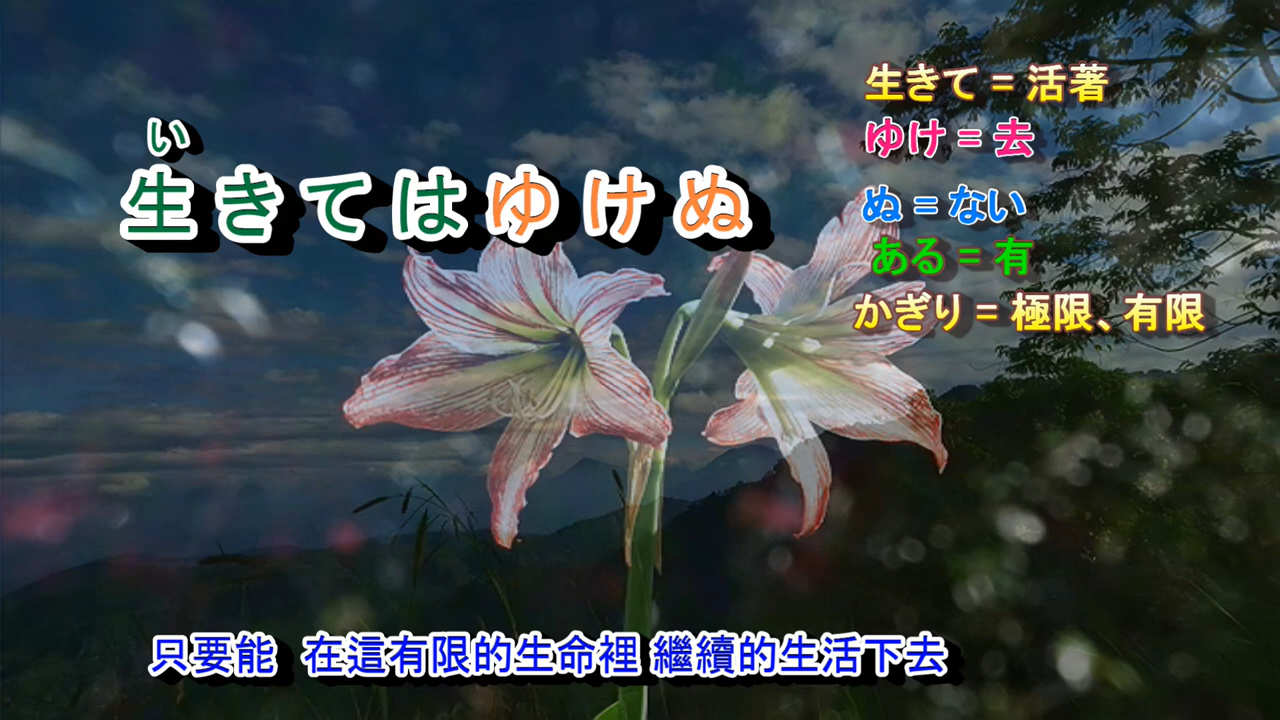 い
生きてはゆけぬ
生きて = 活著
ゆけ = 去
ぬ = ない
ある = 有
かぎり = 極限、有限
只要能 在這有限的生命裡 繼續的生活下去